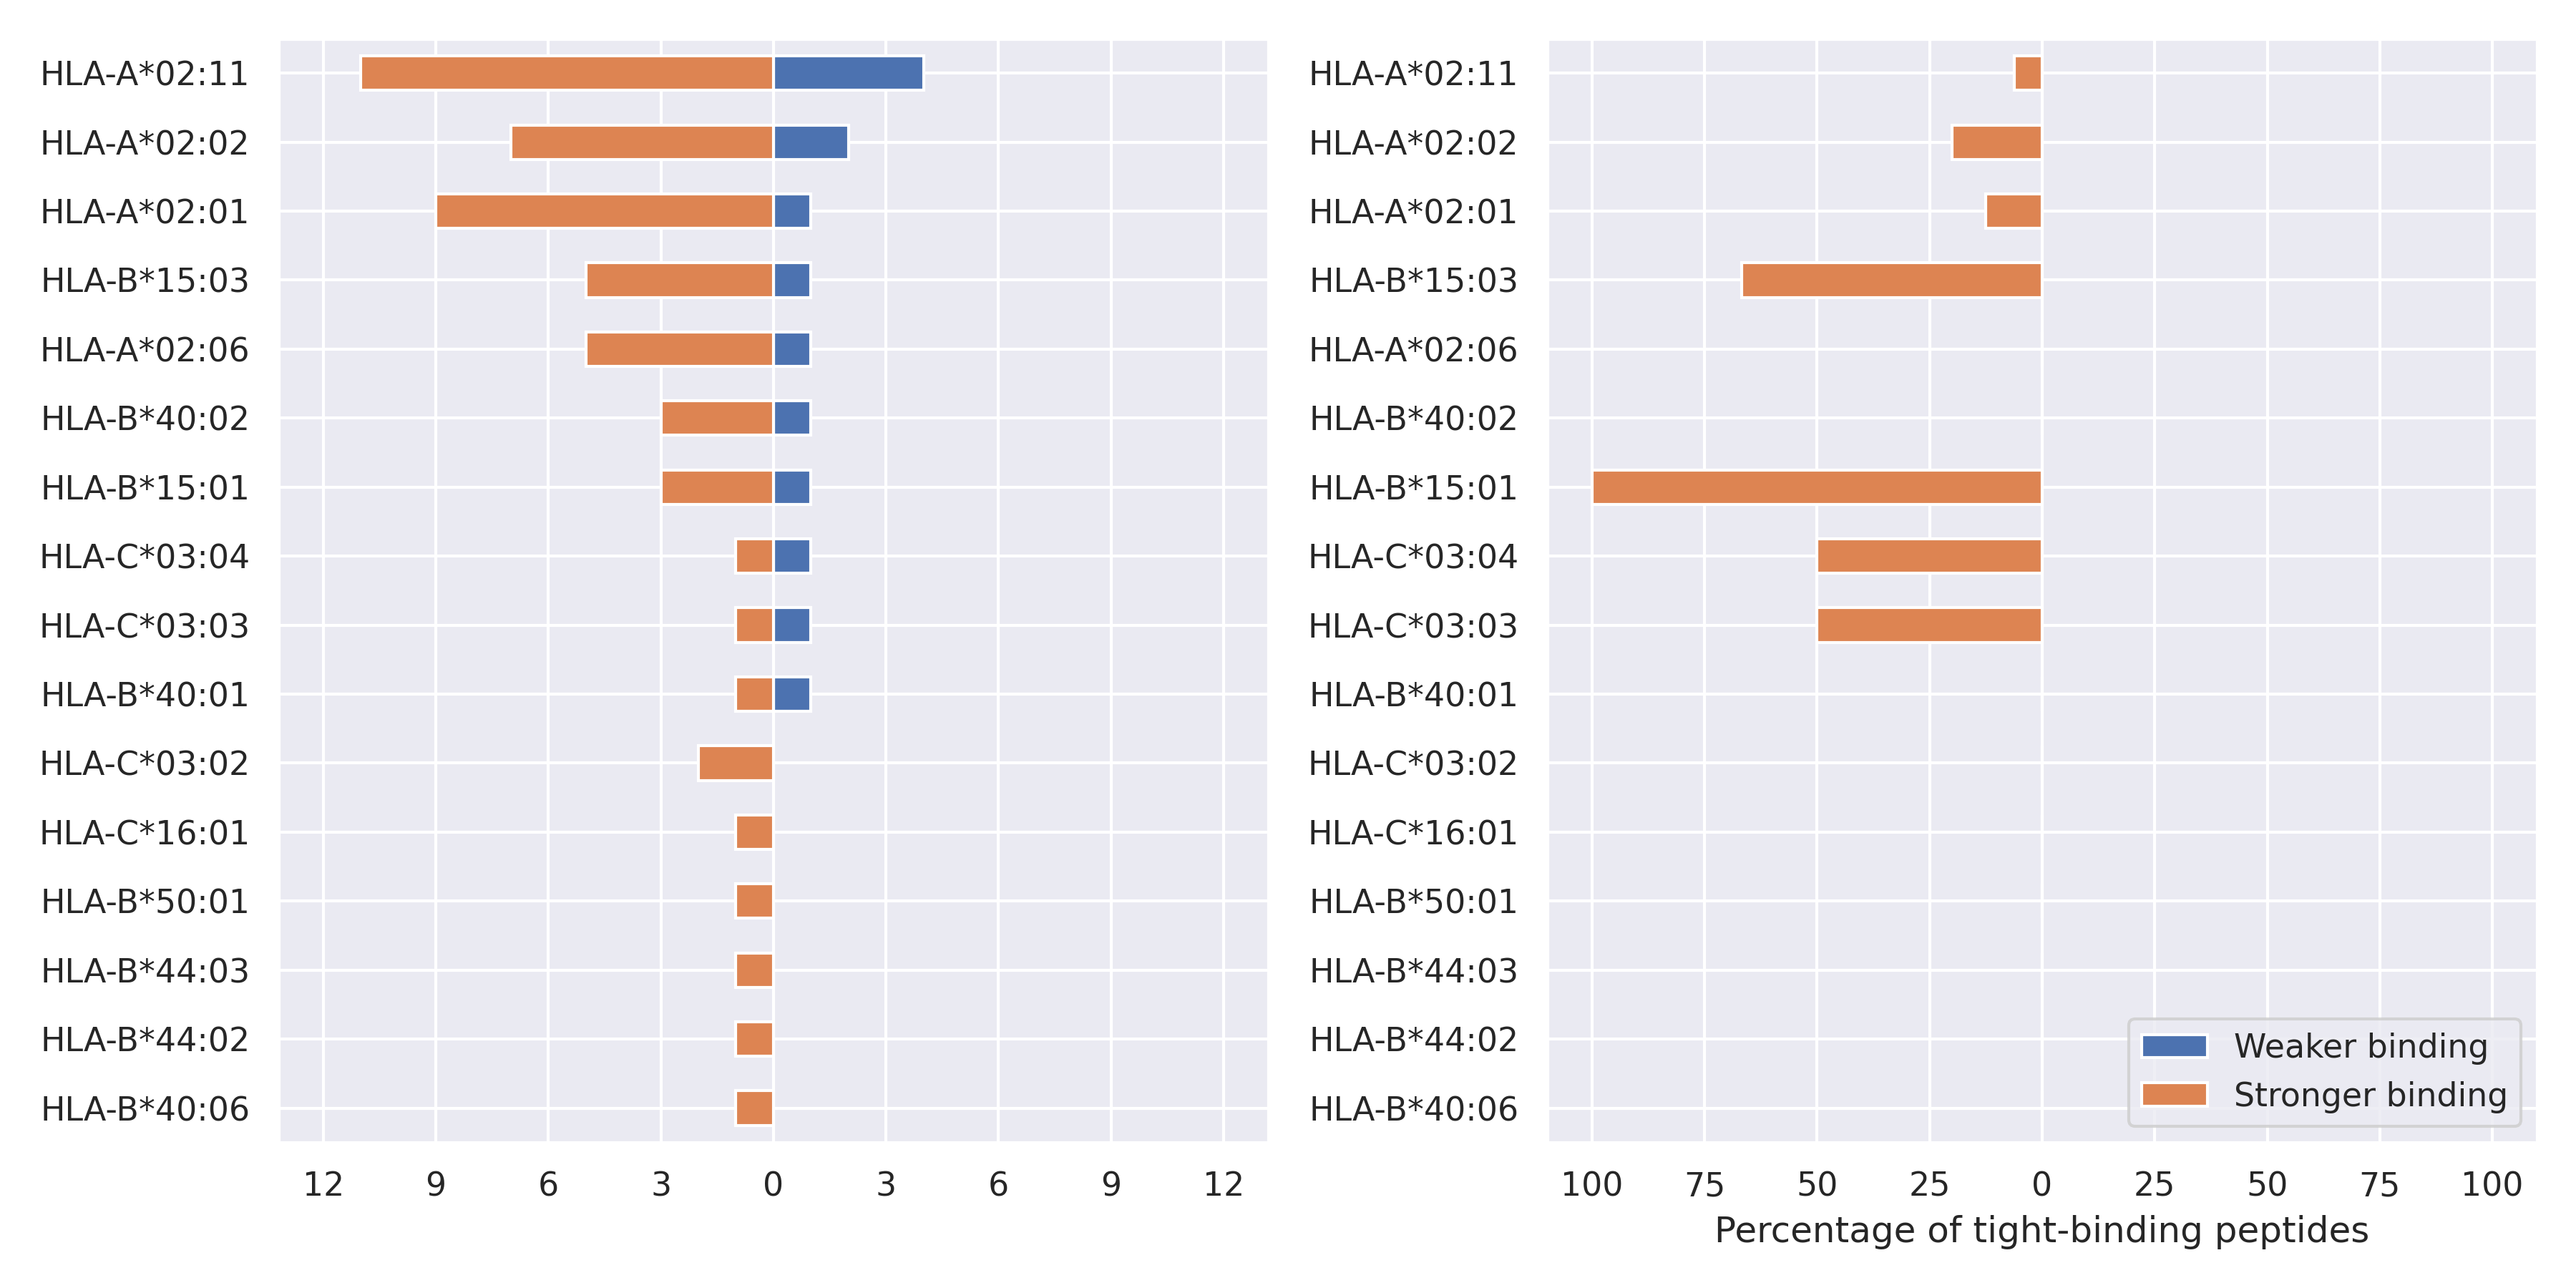 HLA-A*02:11
HLA-A*02:02
HLA-A*02:01
HLA-B*15:03
HLA-A*02:06
HLA-B*40:02
HLA-B*15:01
HLA-C*03:04
HLA-C*03:03
HLA-B*40:01
HLA-C*03:02
HLA-C*16:01
HLA-B*50:01
HLA-B*44:03
HLA-B*44:02
HLA-B*40:06
12 9 6 3 0 3 6 9 12
HLA-A*02:11
HLA-A*02:02
HLA-A*02:01
HLA-B*15:03
HLA-A*02:06
HLA-B*40:02
HLA-B*15:01
HLA-C*03:04
HLA-C*03:03
HLA-B*40:01
HLA-C*03:02
HLA-C*16:01
HLA-B*50:01
HLA-B*44:03
HLA-B*44:02
HLA-B*40:06
Weaker binding
Stronger binding
100 75 50 25 0 25 50 75 100
Percentage of tight-binding peptides